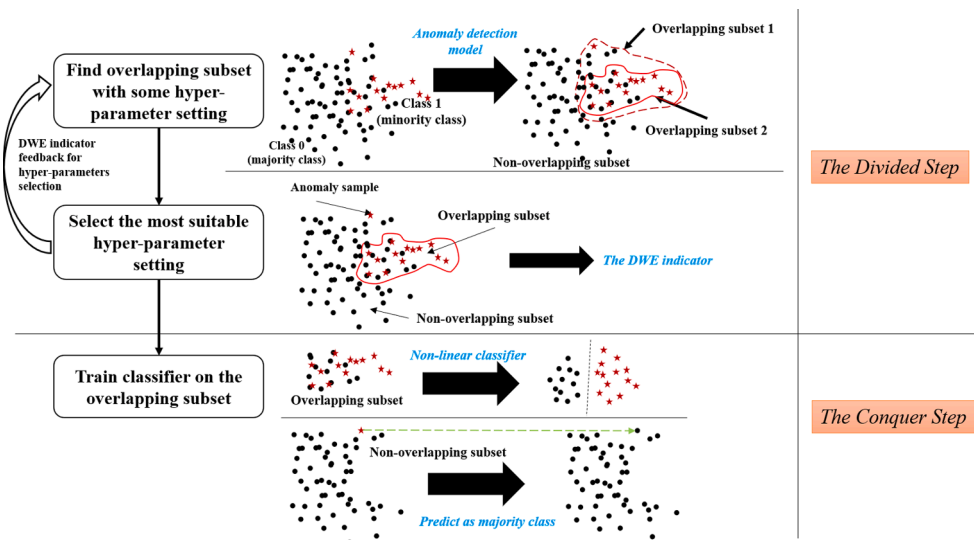 Find overlapping subset
with some hyper-
parameter setting
DWE indicator
feedback for
hyper-parameters
selection
Select the most suitable
hyper-parameter
setting
Train classifier on the
overlapping subset
Anomaly detection
model
Class 1
(minority class)
Class 0
(majority class)
Overlapping subset 1
Overlapping subset 2
Non-overlapping subset
Anomaly sample
Overlapping subset
Non-overlapping subset
The DWE indicator
Overlapping subset
Non-linear classifier
Non-overlapping subset
Predict as majority class
The Divided Step
The Conquer Step